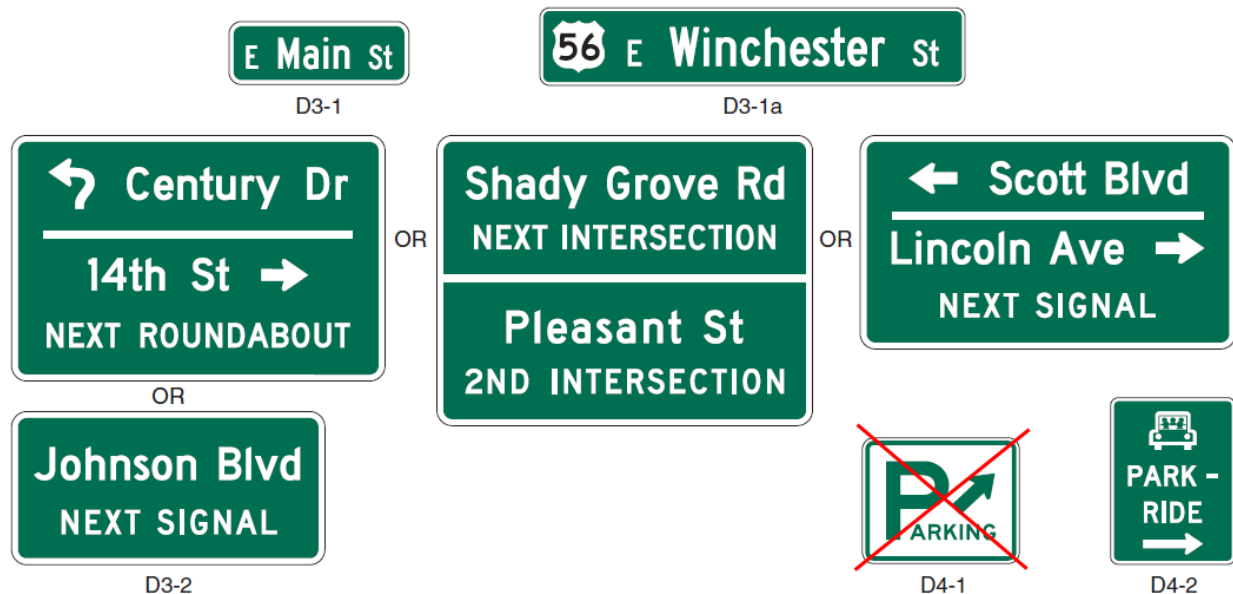 E Main St
56 E Winchester St
D3-1
D3-1a
Century Dr
14th St
NEXT ROUNDABOUT
OR
Shady Grove Rd
NEXT INTERSECTION
Pleasant St
2ND INTERSECTION
OR
Scott Blvd
Lincoln Ave
NEXT SIGNAL
OR
Johnson Blvd
NEXT SIGNAL
D3-2
P
PARKING
D4-1
PARK -
RIDE
D4-2